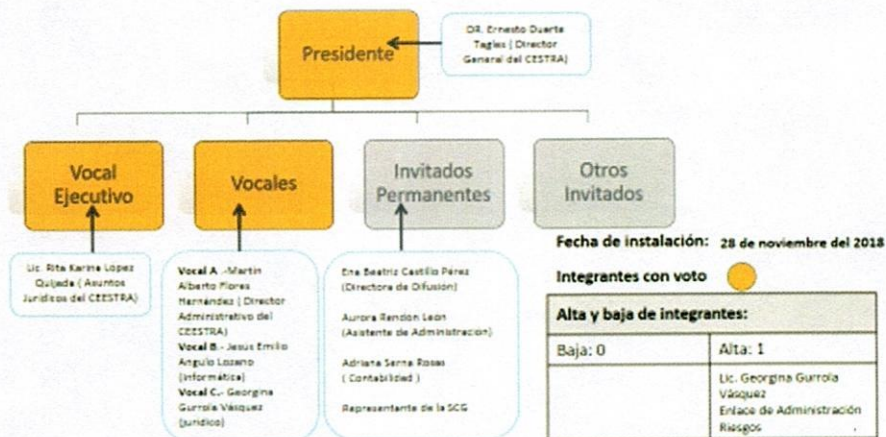 Presidente
DR. Ernesto Duarte
Tagles ( Director
General del CESTRA)
Vocal
Ejecutivo
Vocales
Invitados
Permanentes
Otros
Invitados
Lic. Rita Karina López
Quijada ( Asuntos
Jurídicos del CEESTRA)
Vocal A .-Martín
Alberto Flores
Hernández ( Director
Administrativo del
CEESTRA)
Vocal B.- Jesus Emilio
Angulo Lozano
(Informática)
Vocal C.- Georgina
Gurrola Vásquez
(Jurídico)
Ena Beatriz Castillo Pérez
(Directora de Difusión)
Aurora Rendon Leon
(Asistente de Administración)
Adriana Serna Rosas
( Contabilidad )
Representante de la SCG
Fecha de instalación: 28 de noviembre del 2018
Integrantes con voto
Alta y baja de integrantes:
Baja: 0
Alta: 1
Lic. Georgina Gurrola
Vásquez
Enlace de Administración
Riesgos